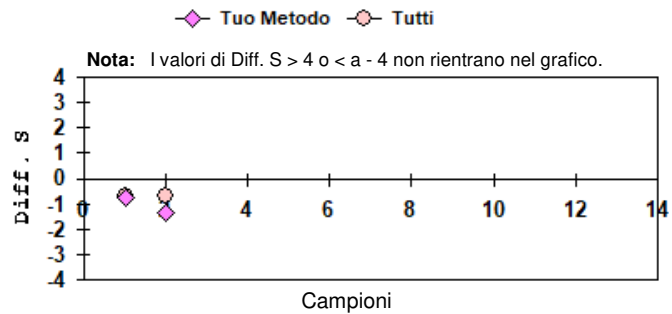 Tuo Metodo Tutti
Nota: I valori di Diff. S > 4 o < a - 4 non rientrano nel grafico.
4
3
2
1
0
-1
-2
-3
-4
Diff. S
0 2 4 6 8 10 12 14
Campioni